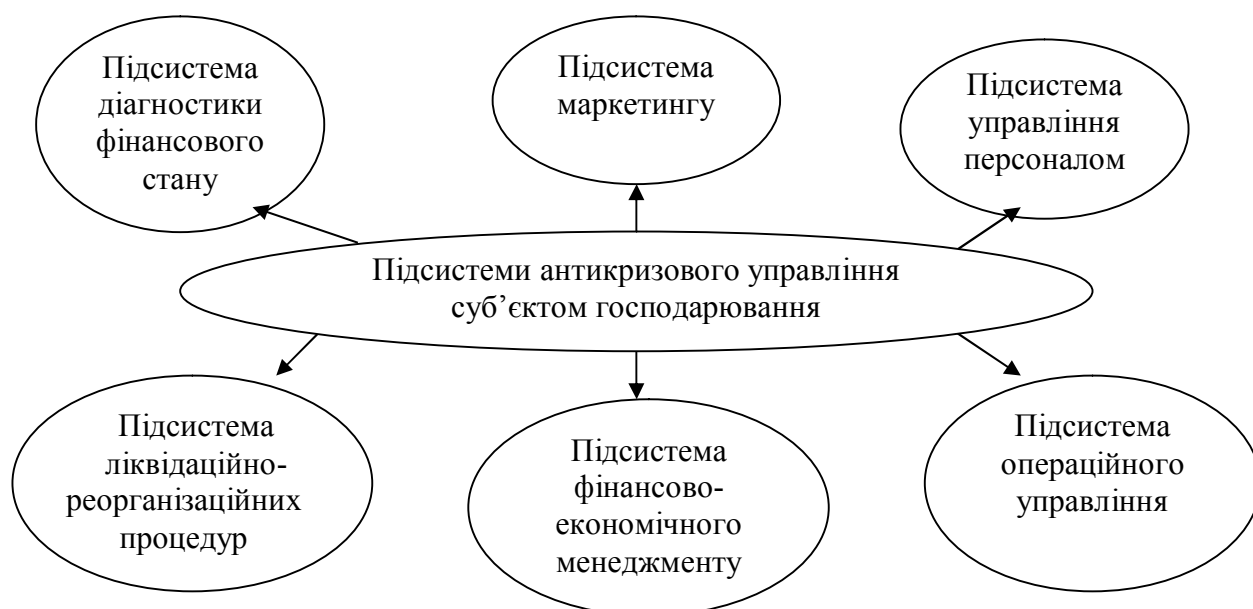 Підсистема
діагностики
фінансового
стану
Підсистема
маркетингу
Підсистема
управління
персоналом
Підсистеми антикризового управління
суб’єктом господарювання
Підсистема
ліквідаційно-
реорганізаційних
процедур
Підсистема
фінансово-
економічного
менеджменту
Підсистема
операційного
управління